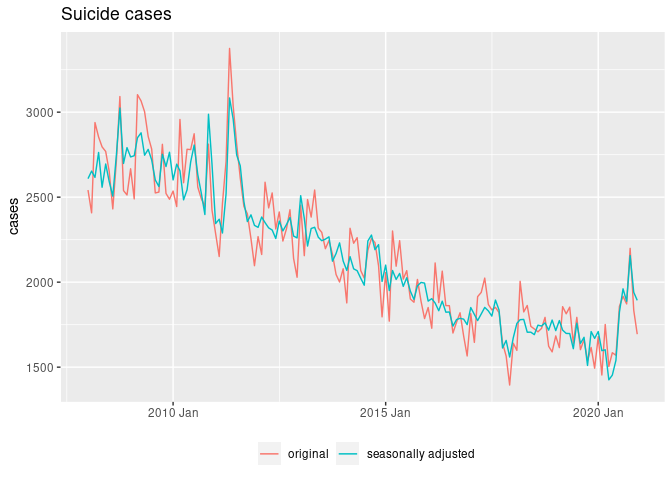 Suicide cases
cases
3000
2500
2000
1500
2010 Jan
2015 Jan
2020 Jan
original
seasonally adjusted